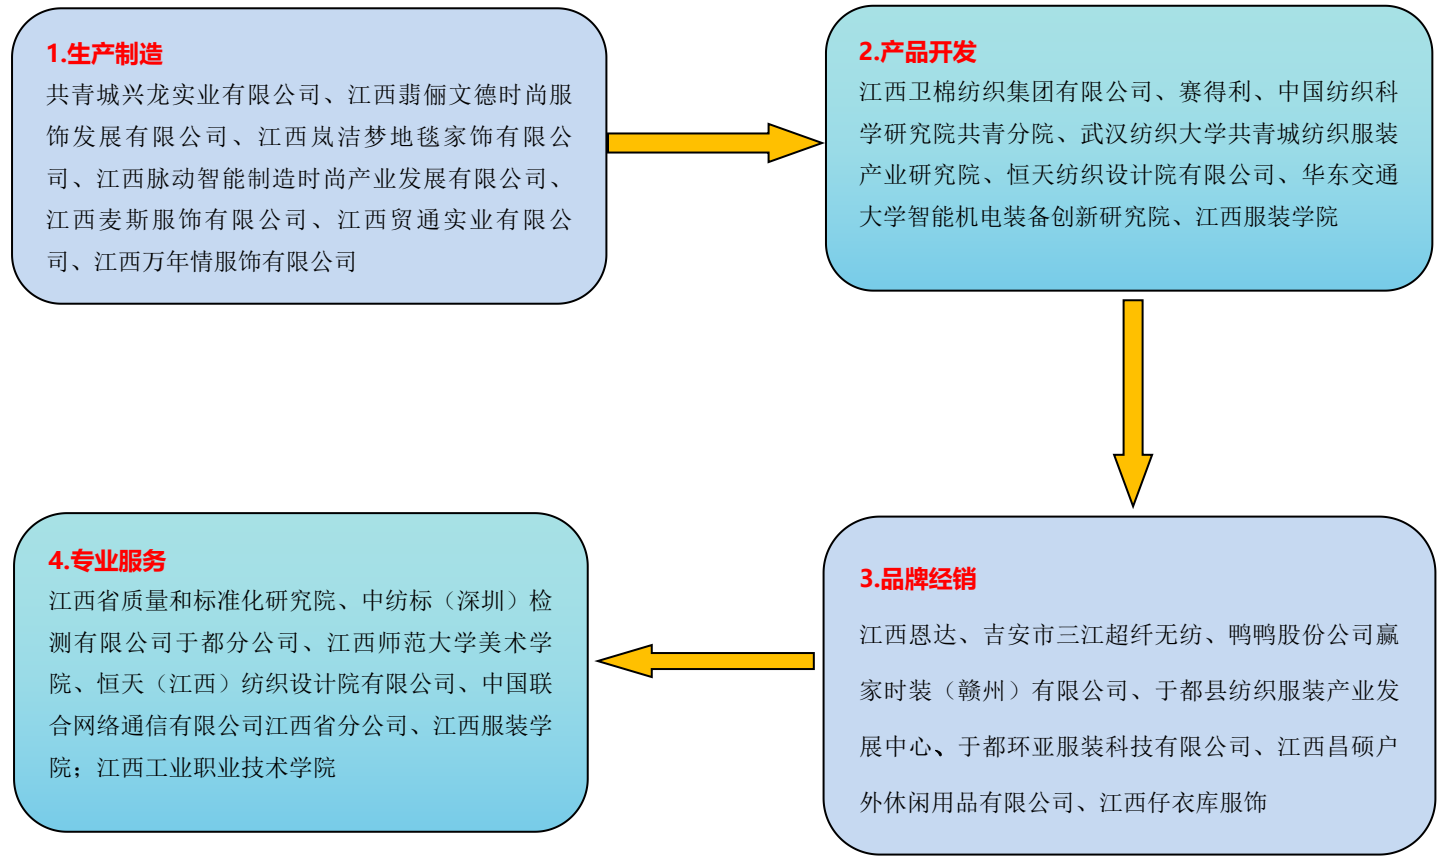 1.生产制造
共青城兴龙实业有限公司、江西翡俪文德时尚服
饰发展有限公司、江西岚洁梦地毯家饰有限公
司、江西脉动智能制造时尚产业发展有限公司、
江西麦斯服饰有限公司、江西贸通实业有限公
司、江西万年情服饰有限公司
2.产品开发
江西卫棉纺织集团有限公司、赛得利、中国纺织科
学研究院共青分院、武汉纺织大学共青城纺织服装
产业研究院、恒天纺织设计院有限公司、华东交通
大学智能机电装备创新研究院、江西服装学院
3.品牌经销
江西恩达、吉安市三江超纤无纺、鸭鸭股份公司赢
家时装（赣州）有限公司、于都县纺织服装产业发
展中心、于都环亚服装科技有限公司、江西昌硕户
外休闲用品有限公司、江西仔衣库服饰
4.专业服务
江西省质量和标准化研究院、中纺标（深圳）检
测有限公司于都分公司、江西师范大学美术学
院、恒天（江西）纺织设计院有限公司、中国联
合网络通信有限公司江西省分公司、江西服装学
院；江西工业职业技术学院